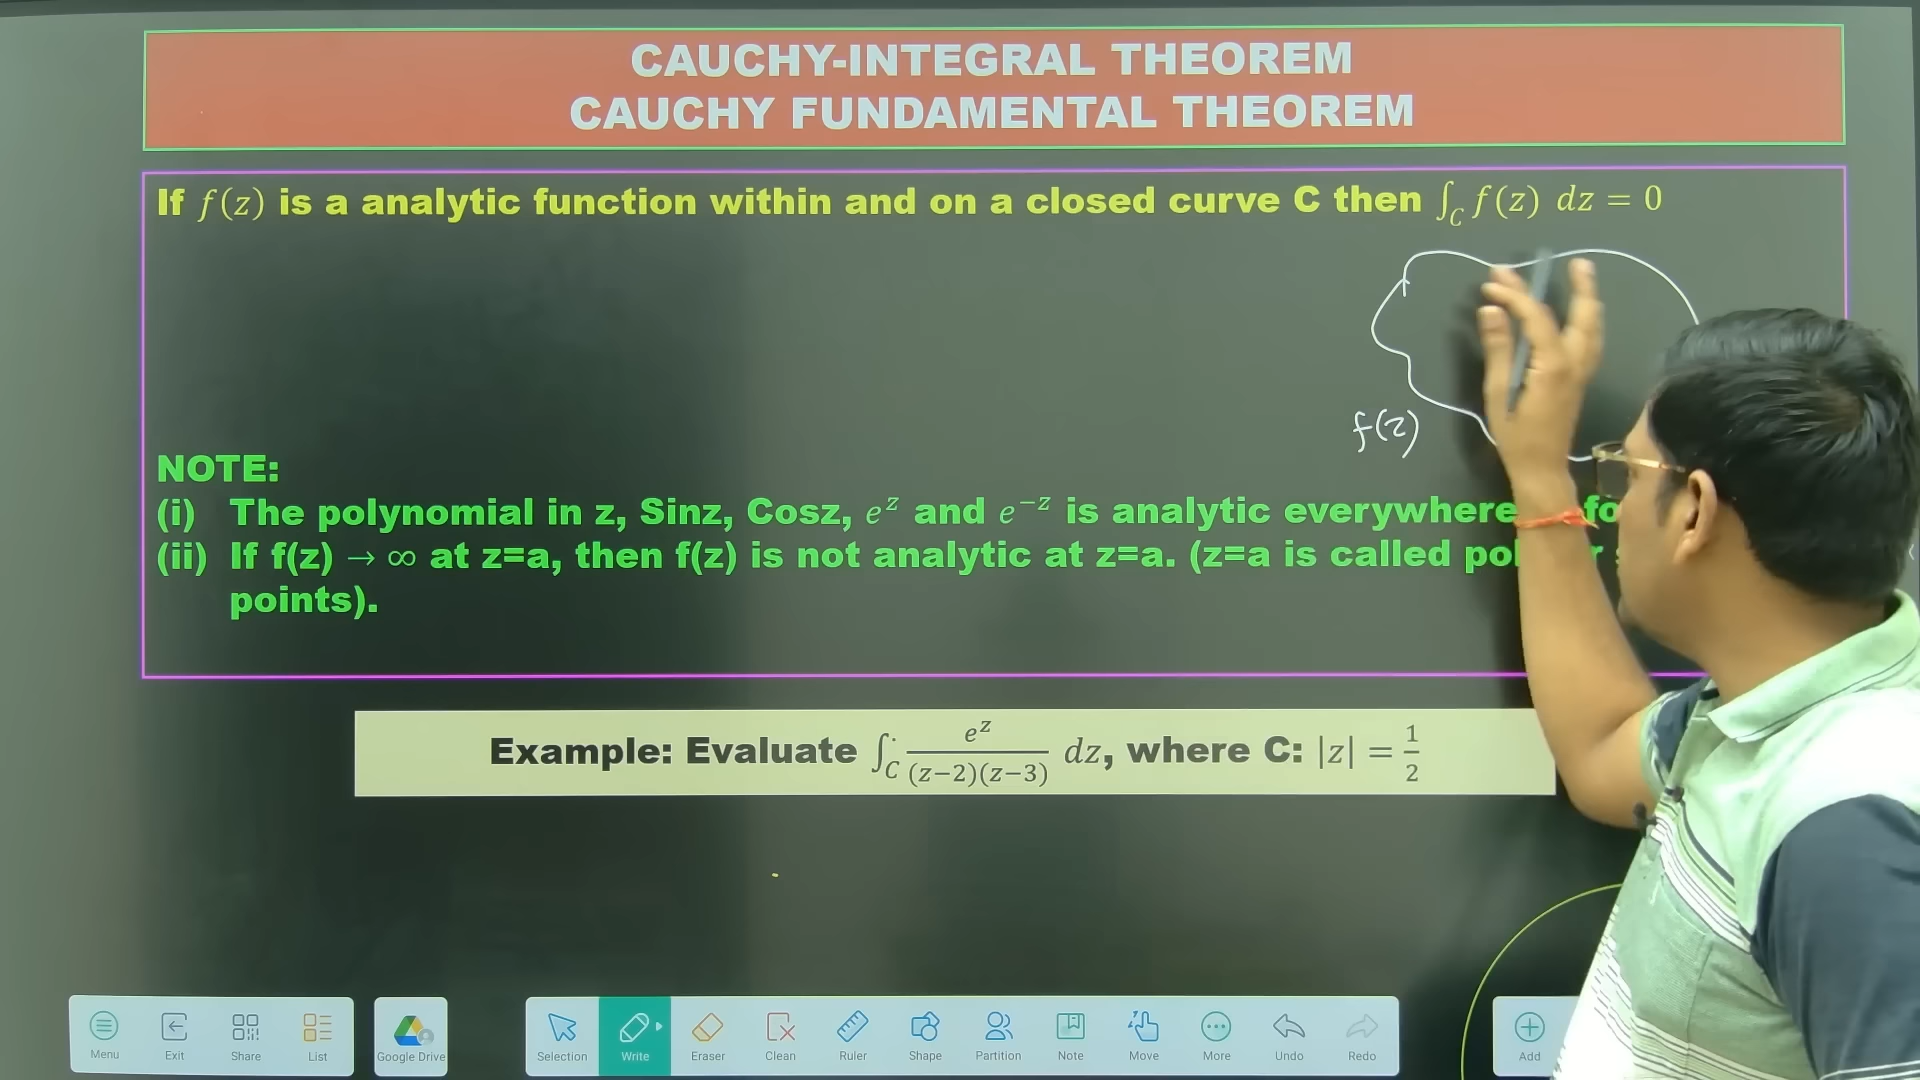 CAUCHY-INTEGRAL THEOREM
CAUCHY FUNDAMENTAL THEOREM
If f(z) is a analytic function within and on a closed curve C then ∫_C f(z) dz = 0
f(z)
NOTE:
(i) The polynomial in z, Sinz, Cosz, e^z and e^{−z} is analytic everywhere
(ii) If f(z) → ∞ at z=a, then f(z) is not analytic at z=a. (z=a is called
points).
Example: Evaluate ∫_C e^z/((z−2)(z−3)) dz, where C: |z| = 1/2
Menu Exit Share List Google Drive Selection Write Eraser Clean Ruler Shape Partition Note Move More Undo Redo Add